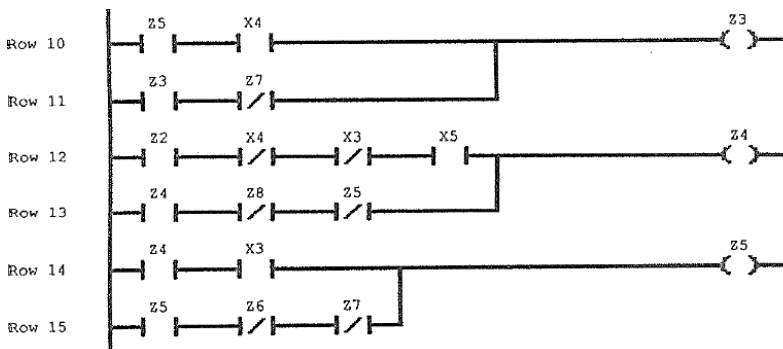 Z5 X4 Z3
Row 10
Z3 Z7
Row 11
Z2 X4 X3 X5 Z4
Row 12
Z4 Z8 Z5
Row 13
Z4 X3 Z5
Row 14
Z5 Z6 Z7
Row 15